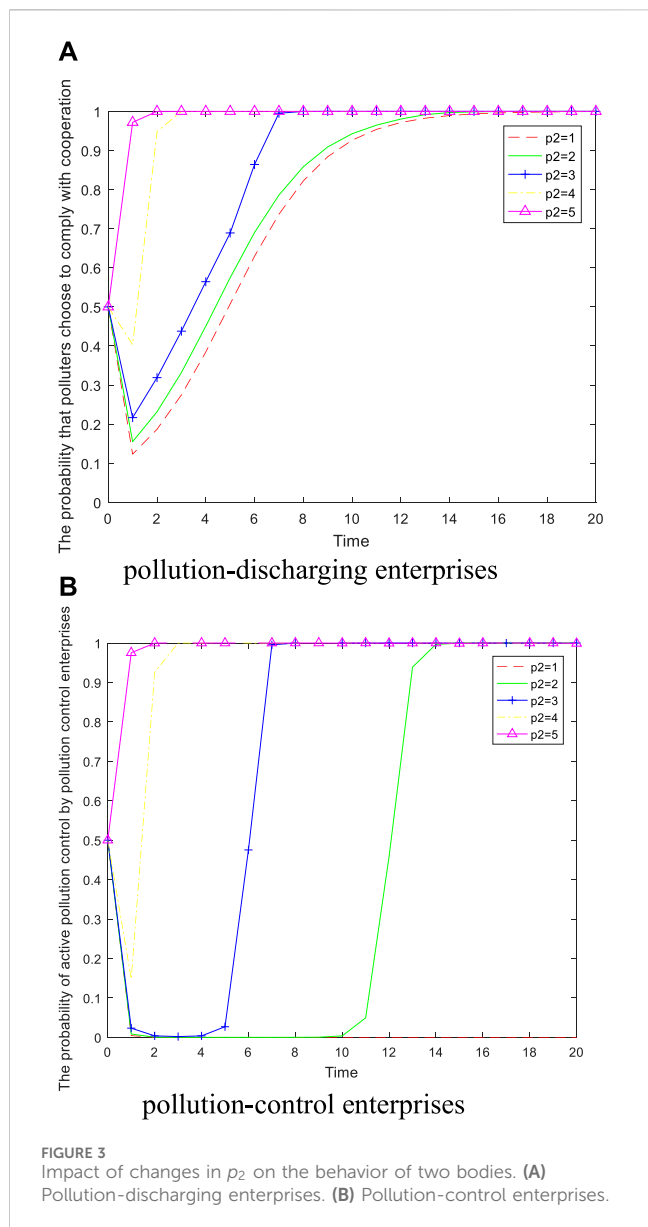 A
The probability that polluters choose to comply with cooperation
1
0.9
0.8
0.7
0.6
0.5
0.4
0.3
0.2
0.1
0
p2=1
p2=2
p2=3
p2=4
p2=5
0 2 4 6 8 10 12 14 16 18 20
Time
pollution-discharging enterprises
B
The probability of active pollution control by pollution control enterprises
1
0.9
0.8
0.7
0.6
0.5
0.4
0.3
0.2
0.1
0
p2=1
p2=2
p2=3
p2=4
p2=5
0 2 4 6 8 10 12 14 16 18 20
Time
pollution-control enterprises
FIGURE 3
Impact of changes in p2 on the behavior of two bodies. (A)
Pollution-discharging enterprises. (B) Pollution-control enterprises.